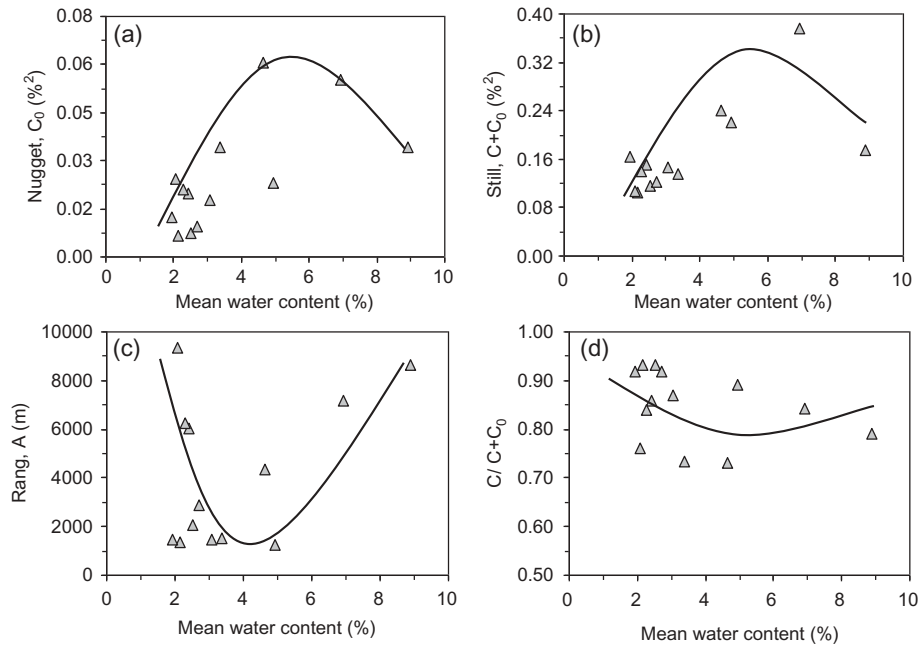 (a)
0.08
0.06
0.03
0.02
0.00
Nugget, C0 (%2)
0 2 4 6 8 10
Mean water content (%)
(b)
0.40
0.32
0.24
0.16
0.08
0.00
Still, C+C0 (%2)
0 2 4 6 8 10
Mean water content (%)
(c)
10000
8000
6000
4000
2000
0
Rang, A (m)
0 2 4 6 8 10
Mean water content (%)
(d)
1.00
0.90
0.80
0.70
0.60
0.50
C/ C+C0
0 2 4 6 8 10
Mean water content (%)